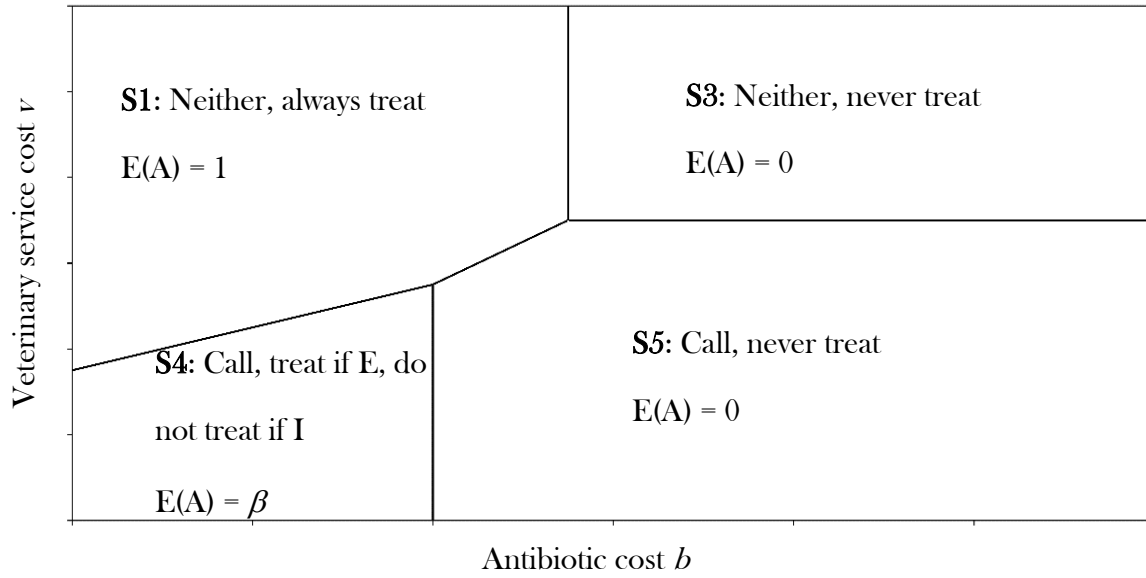 Veterinary service cost v
S1: Neither, always treat
E(A) = 1
S3: Neither, never treat
E(A) = 0
S4: Call, treat if E, do
not treat if I
E(A) = β
S5: Call, never treat
E(A) = 0
Antibiotic cost b